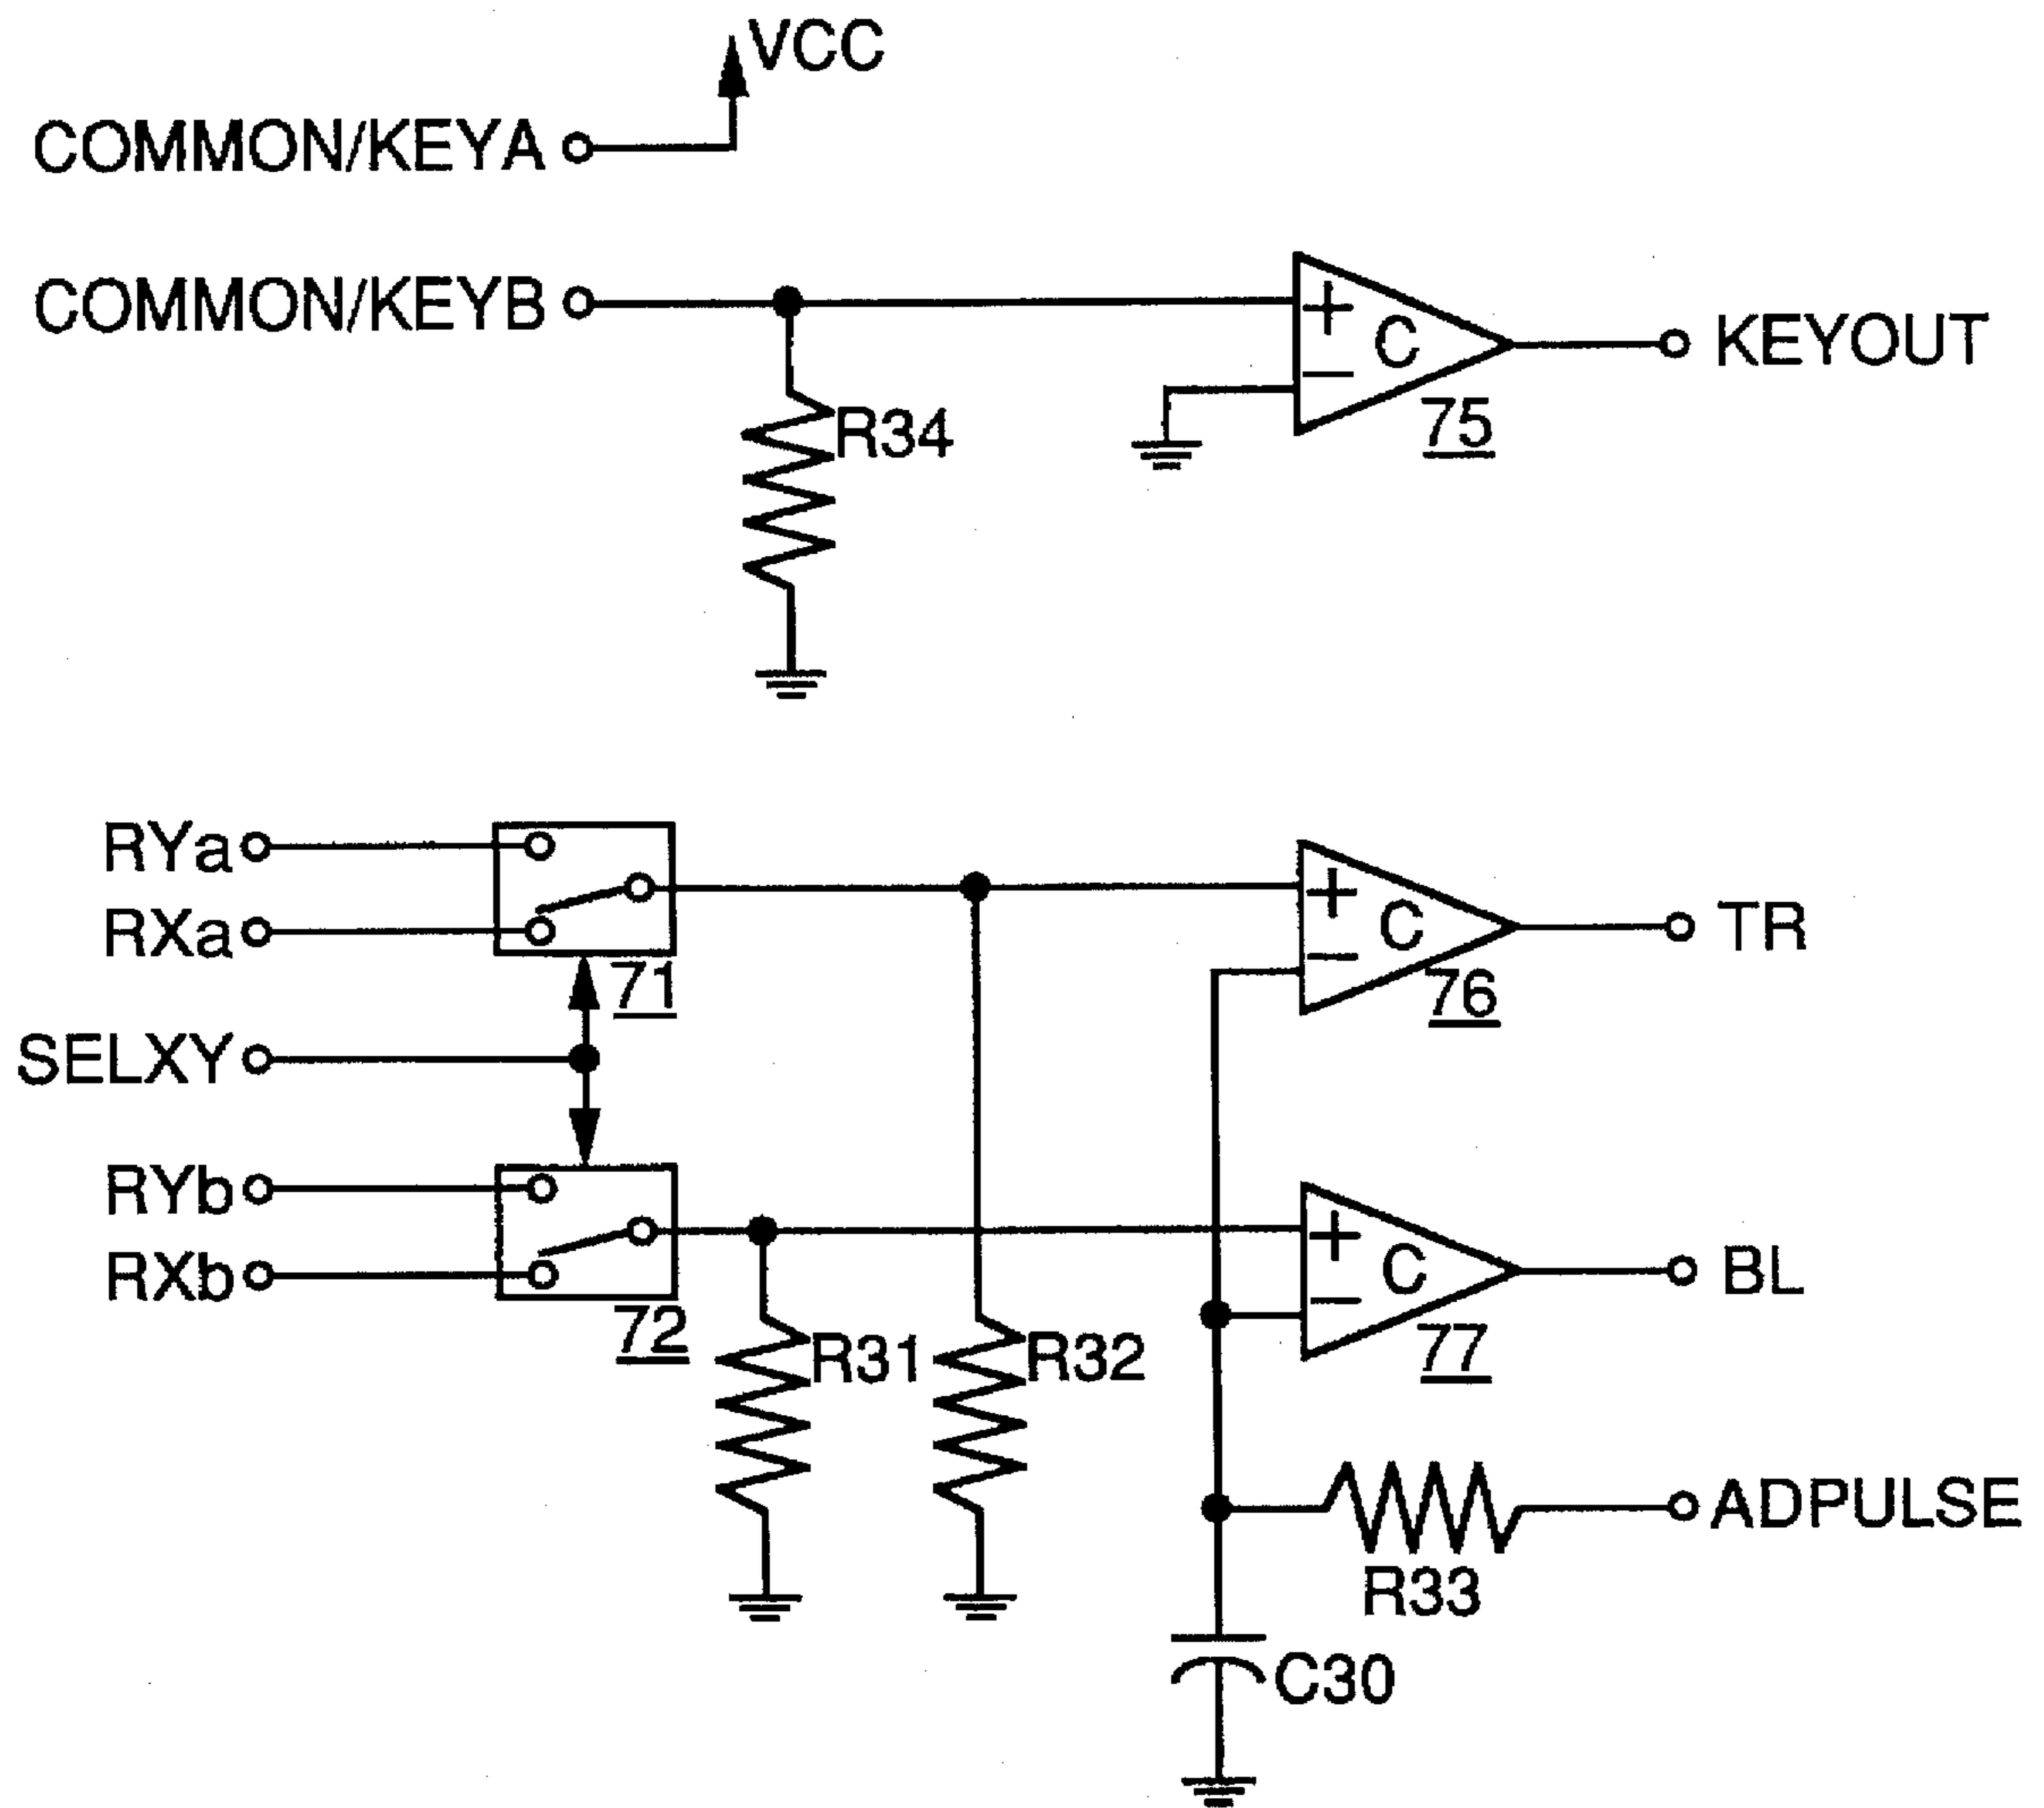 VCC
COMMON/KEYA
COMMON/KEYB
+
C
−
KEYOUT
75
R34
RYa
RXa
71
+
C
−
TR
76
SELXY
RYb
RXb
72
+
C
−
BL
77
R31
R32
ADPULSE
R33
C30